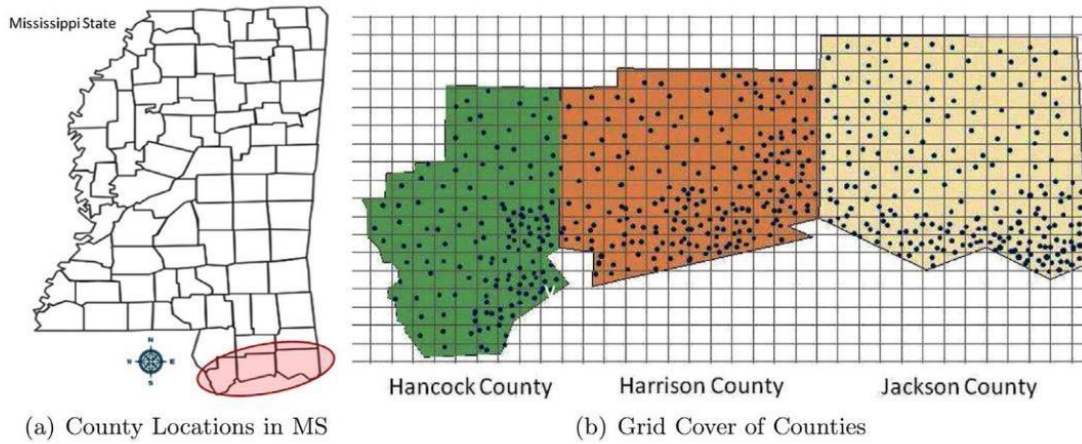 Mississippi State
N
E
S
Hancock County
Harrison County
Jackson County
(a) County Locations in MS
(b) Grid Cover of Counties